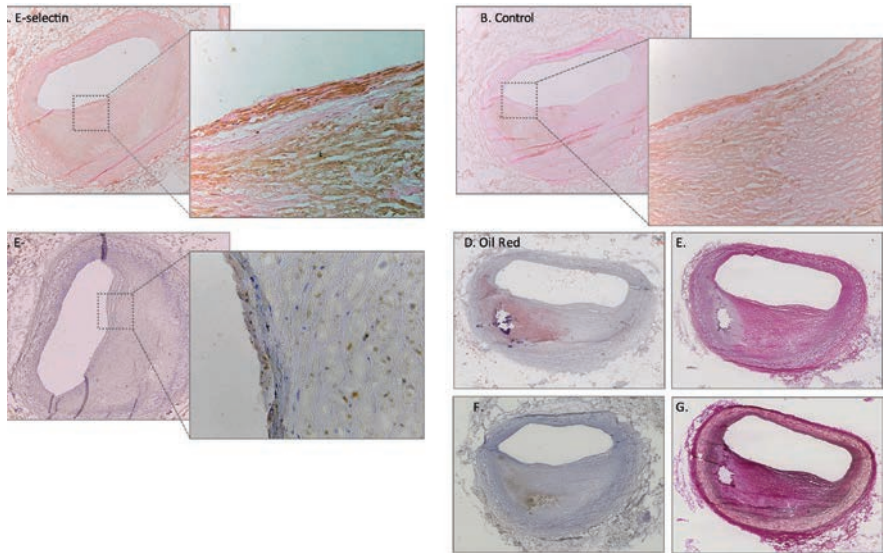 . E-selectin
B. Control
. E-
D. Oil Red
E.
F.
G.